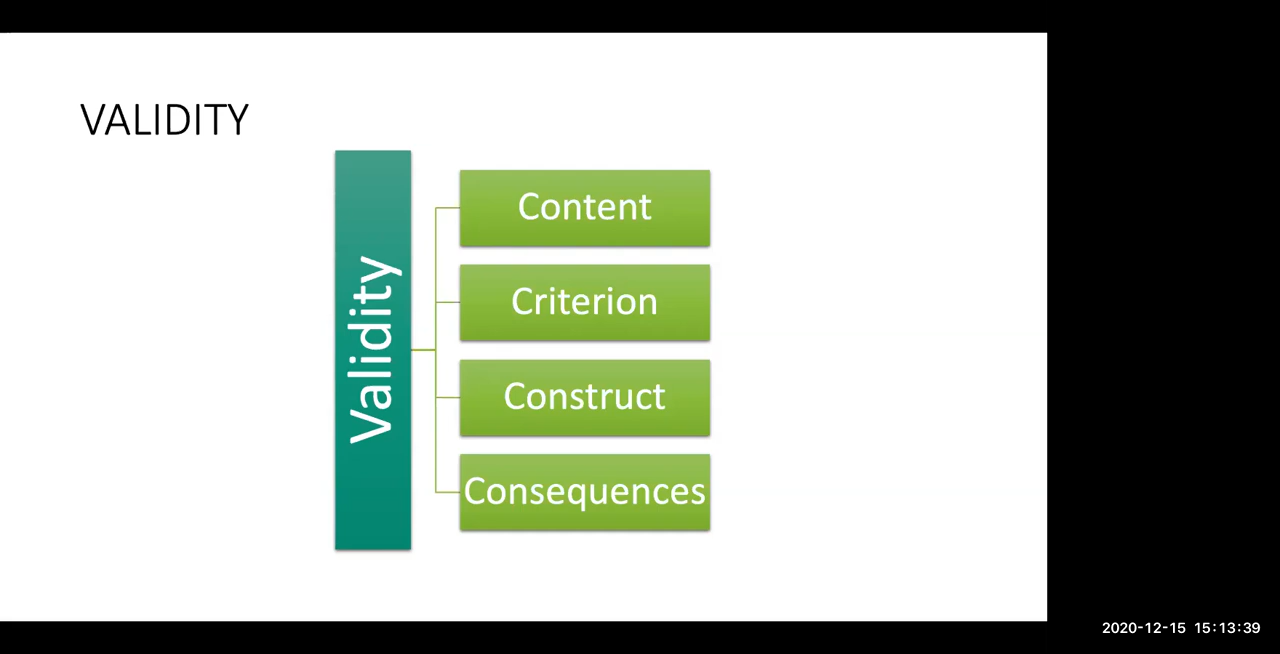 VALIDITY
Validity
Content
Criterion
Construct
Consequences
2020-12-15 15:13:39